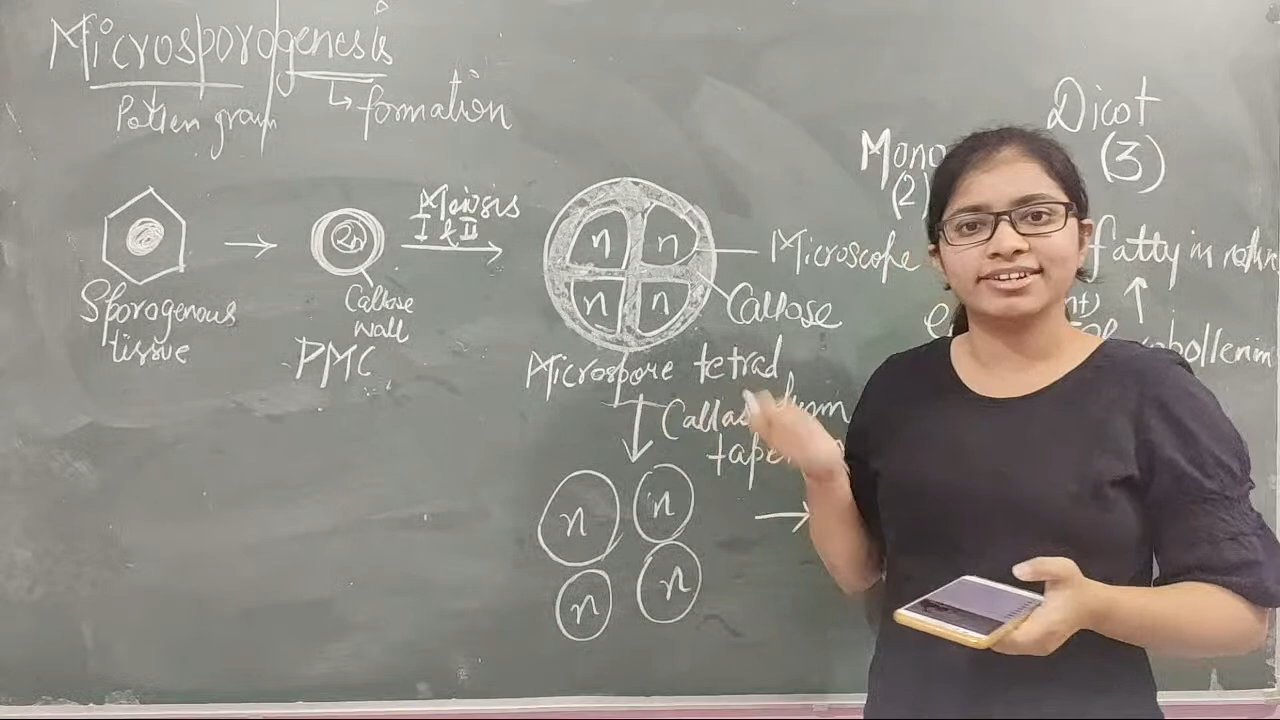 Microsporogenesis
Pollen grain
formation
Dicot
Mono
(3)
(2)
Meiosis
I & II
2n
n n
n n
Microscope
fatty in nature
Sporogenous
tissue
Callose
wall
PMC
Callose
Microspore tetrad
n n
n n